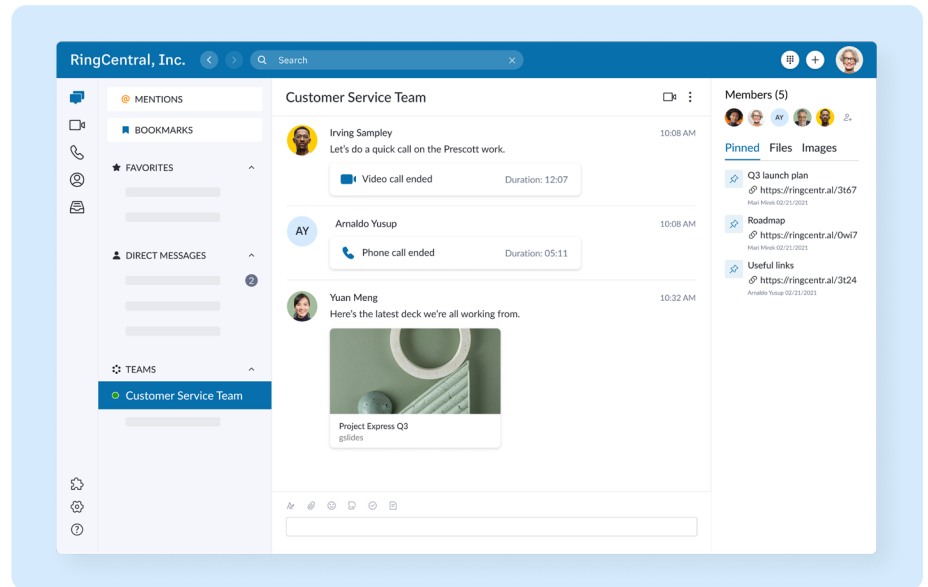 RingCentral, Inc.
Search
@ MENTIONS
BOOKMARKS
FAVORITES
DIRECT MESSAGES
2
TEAMS
Customer Service Team
Customer Service Team
Irving Sampley
10:08 AM
Let's do a quick call on the Prescott work.
Video call ended
Duration: 12:07
AY
Arnaldo Yusup
10:08 AM
Phone call ended
Duration: 05:11
Yuan Meng
10:32 AM
Here's the latest deck we're all working from.
Project Express Q3
gslides
Members (5)
AY
Pinned Files Images
Q3 launch plan
https://ringcentr.al/3t67
Mari Mirek 02/21/2021
Roadmap
https://ringcentr.al/0wi7
Mari Mirek 02/21/2021
Useful links
https://ringcentr.al/3t24
Arnaldo Yusup 02/21/2021